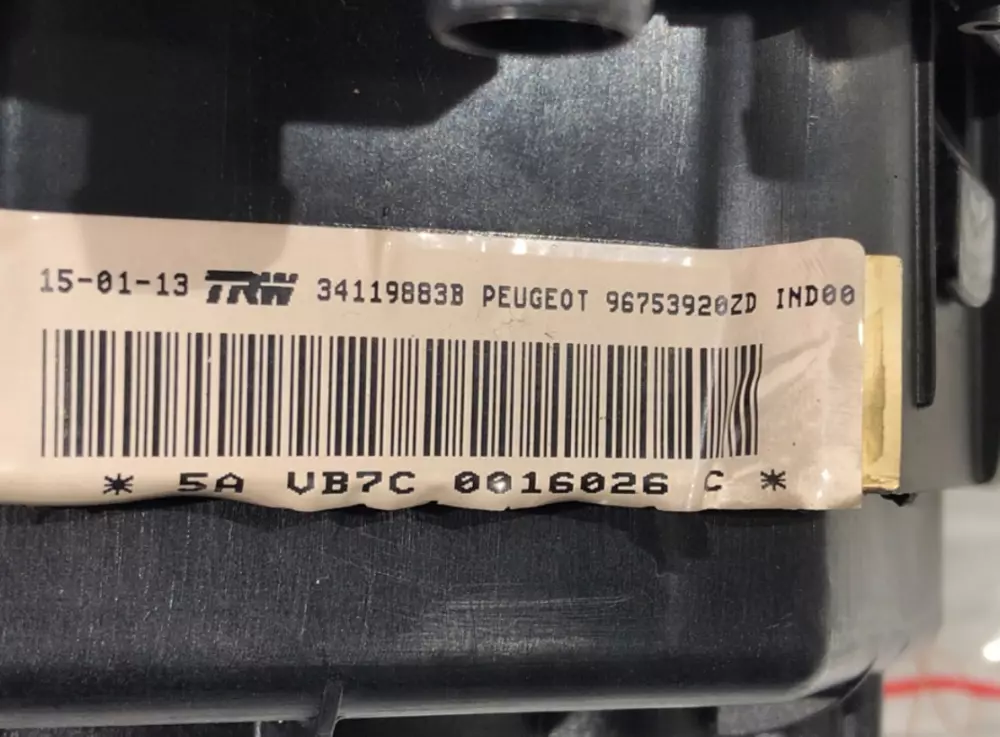 15-01-13 TRW 34119883B PEUGEOT 96753920ZD IND00
* 5A VB7C 0016026 C *